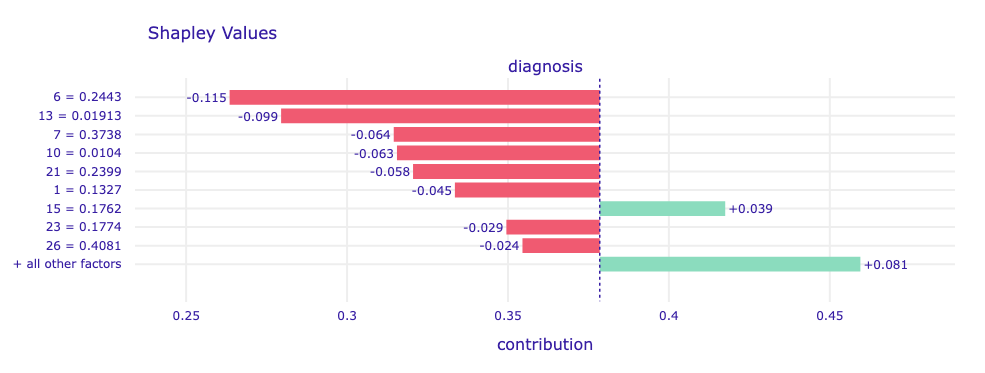 Shapley Values
diagnosis
6 = 0.2443
-0.115
13 = 0.01913
-0.099
7 = 0.3738
-0.064
10 = 0.0104
-0.063
21 = 0.2399
-0.058
1 = 0.1327
-0.045
15 = 0.1762
+0.039
23 = 0.1774
-0.029
26 = 0.4081
-0.024
+ all other factors
+0.081
0.25
0.3
0.35
0.4
0.45
contribution